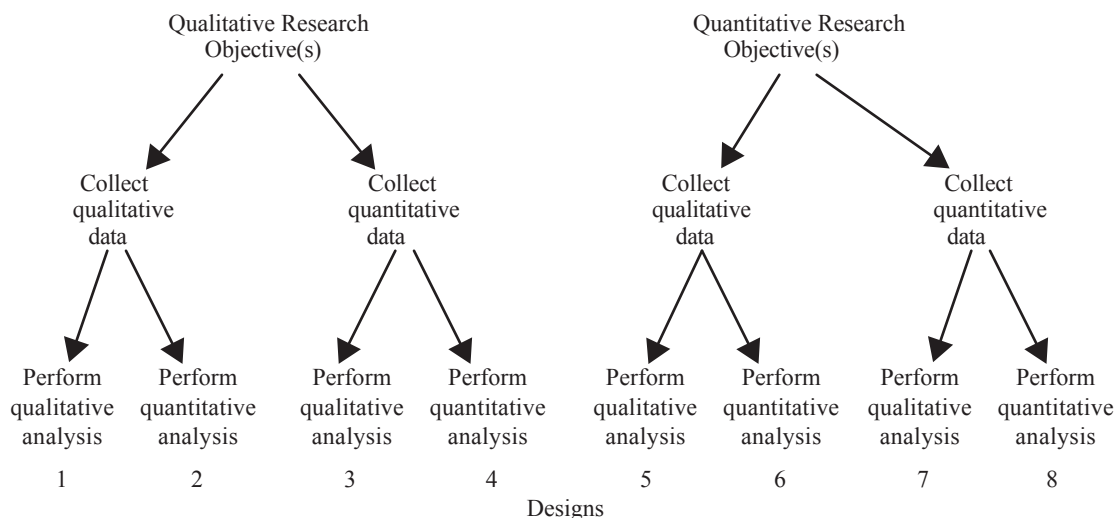 Qualitative Research
Objective(s)
Quantitative Research
Objective(s)
Collect
qualitative
data
Collect
quantitative
data
Collect
qualitative
data
Collect
quantitative
data
Perform
qualitative
analysis
Perform
quantitative
analysis
Perform
qualitative
analysis
Perform
quantitative
analysis
Perform
qualitative
analysis
Perform
quantitative
analysis
Perform
qualitative
analysis
Perform
quantitative
analysis
1 2 3 4 5 6 7 8
Designs